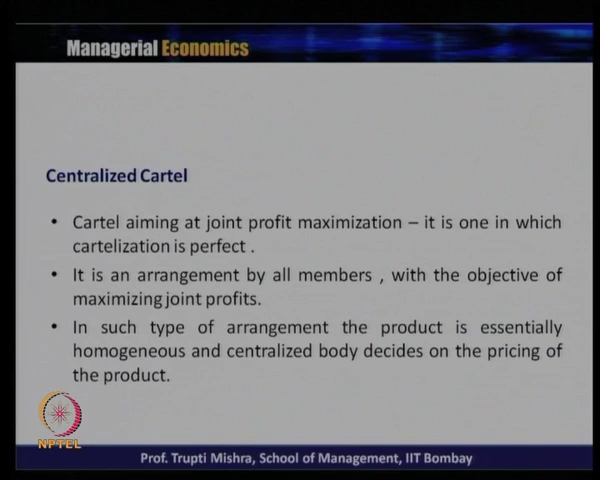 Managerial Economics
Centralized Cartel
• Cartel aiming at joint profit maximization – it is one in which
cartelization is perfect .
• It is an arrangement by all members , with the objective of
maximizing joint profits.
• In such type of arrangement the product is essentially
homogeneous and centralized body decides on the pricing of
the product.
NPTEL
Prof. Trupti Mishra, School of Management, IIT Bombay